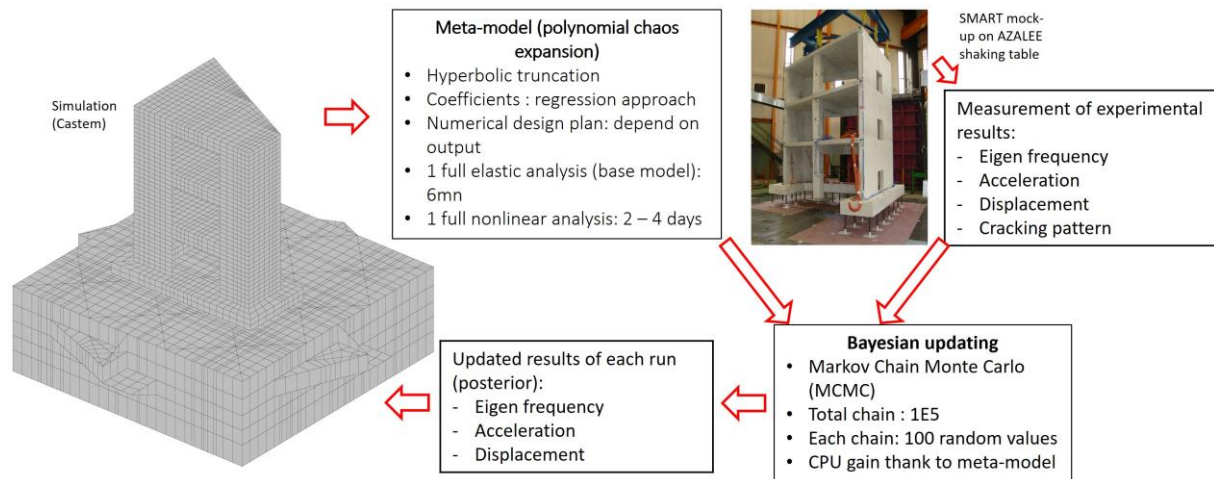 Simulation
(Castem)
Meta-model (polynomial chaos
expansion)
• Hyperbolic truncation
• Coefficients : regression approach
• Numerical design plan: depend on
output
• 1 full elastic analysis (base model):
6mn
• 1 full nonlinear analysis: 2 – 4 days
SMART mock-
up on AZALEE
shaking table
Measurement of experimental
results:
- Eigen frequency
- Acceleration
- Displacement
- Cracking pattern
Bayesian updating
• Markov Chain Monte Carlo
(MCMC)
• Total chain : 1E5
• Each chain: 100 random values
• CPU gain thank to meta-model
Updated results of each run
(posterior):
- Eigen frequency
- Acceleration
- Displacement